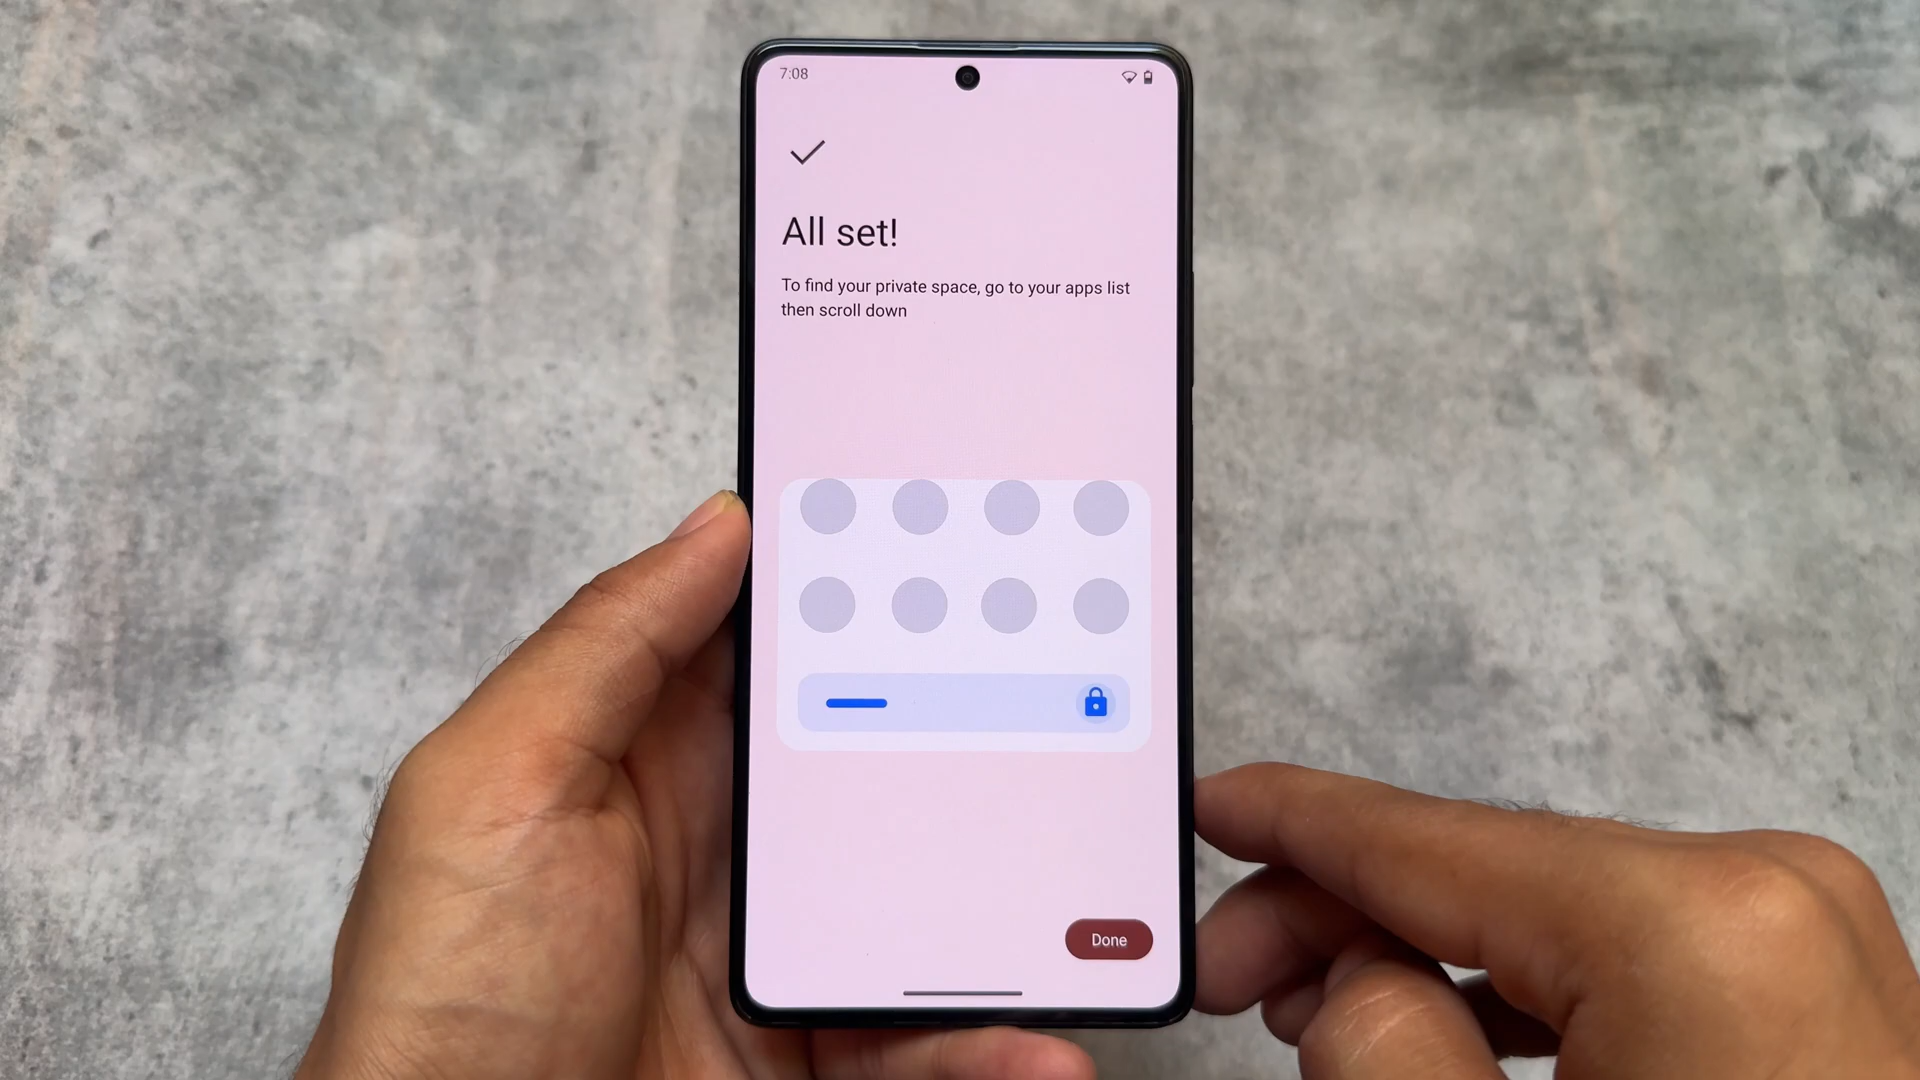 7:08
All set!
To find your private space, go to your apps list
then scroll down
Done